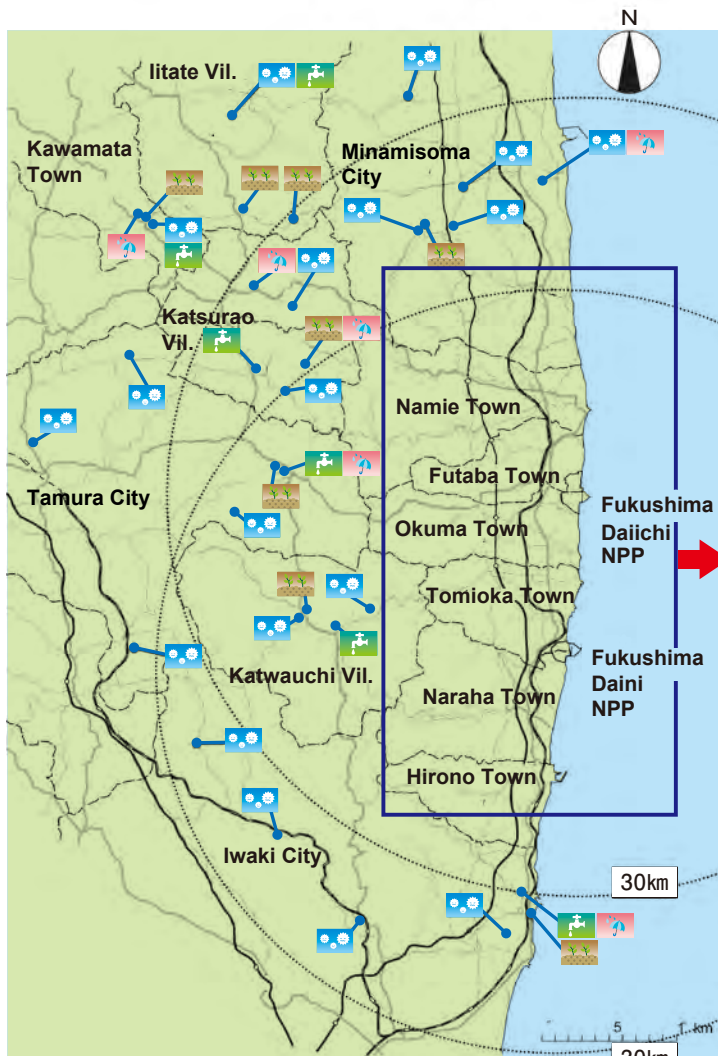 N
Iitate Vil.
Kawamata
Town
Minamisoma
City
Katsurao
Vil.
Namie Town
Futaba Town
Tamura City
Okuma Town
Fukushima
Daiichi
NPP
Tomioka Town
Katwauchi Vil.
Fukushima
Daini
NPP
Naraha Town
Hirono Town
Iwaki City
30km
5
km